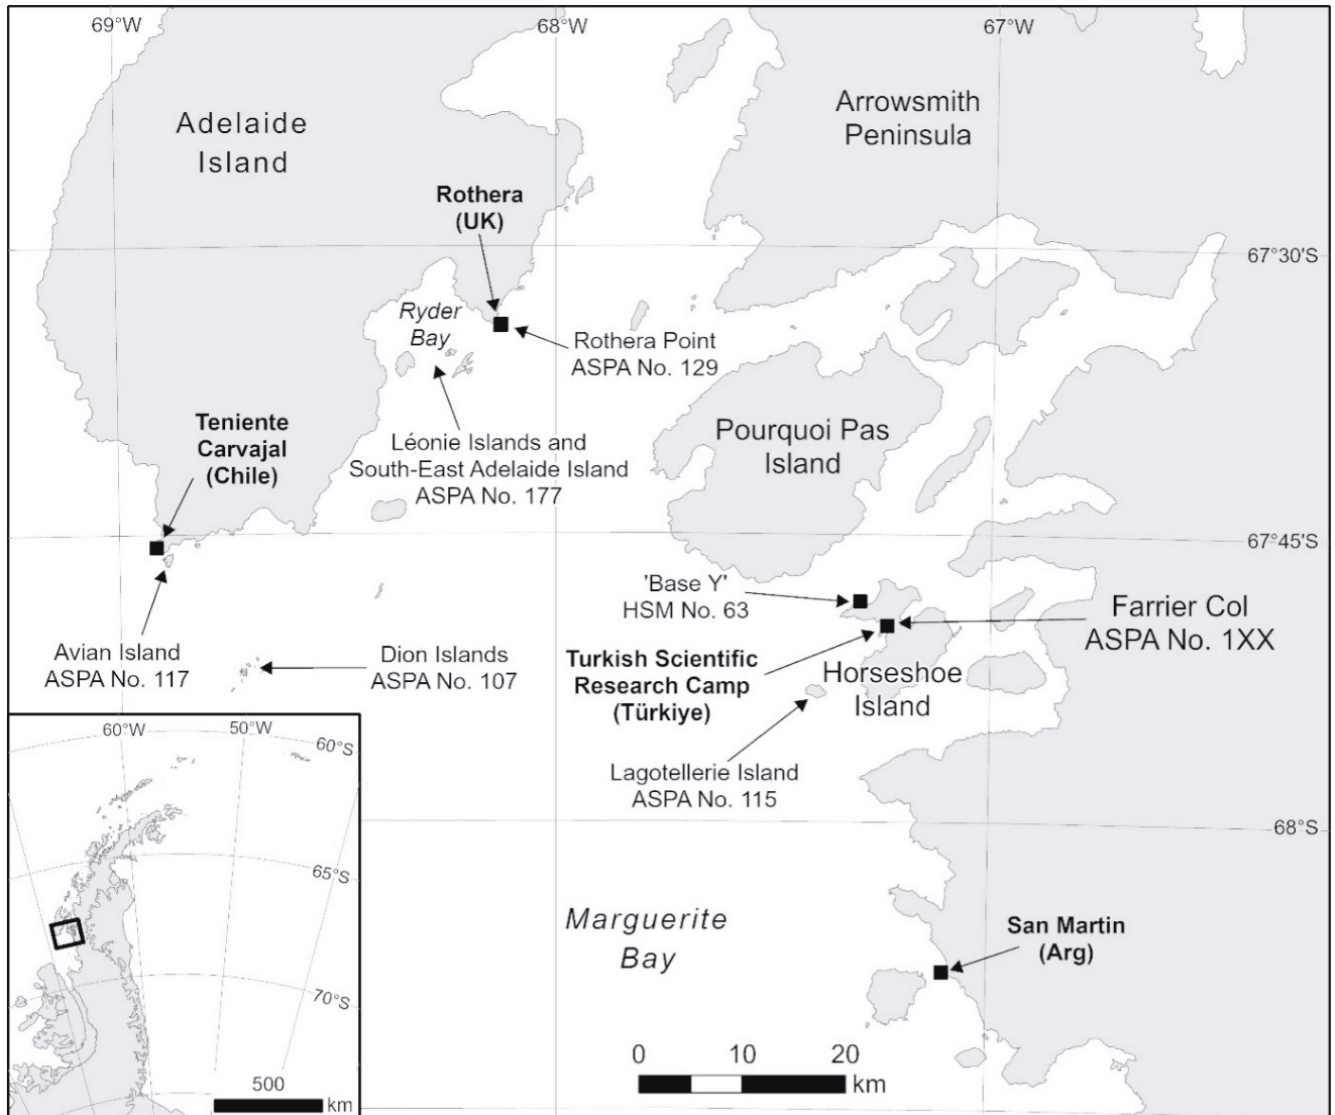 69°W
68°W
67°W
Adelaide
Island
Arrowsmith
Peninsula
Rothera
(UK)
67°30'S
Ryder
Bay
Rothera Point
ASPA No. 129
Teniente
Carvajal
(Chile)
Léonie Islands and
South-East Adelaide Island
ASPA No. 177
Pourquoi Pas
Island
67°45'S
'Base Y'
HSM No. 63
Farrier Col
ASPA No. 1XX
Avian Island
ASPA No. 117
Dion Islands
ASPA No. 107
Turkish Scientific
Research Camp
(Türkiye)
Horseshoe
Island
Lagotellerie Island
ASPA No. 115
68°S
Marguerite
Bay
San Martin
(Arg)
0 10 20
km
60°W
50°W
60°S
65°S
70°S
500
km